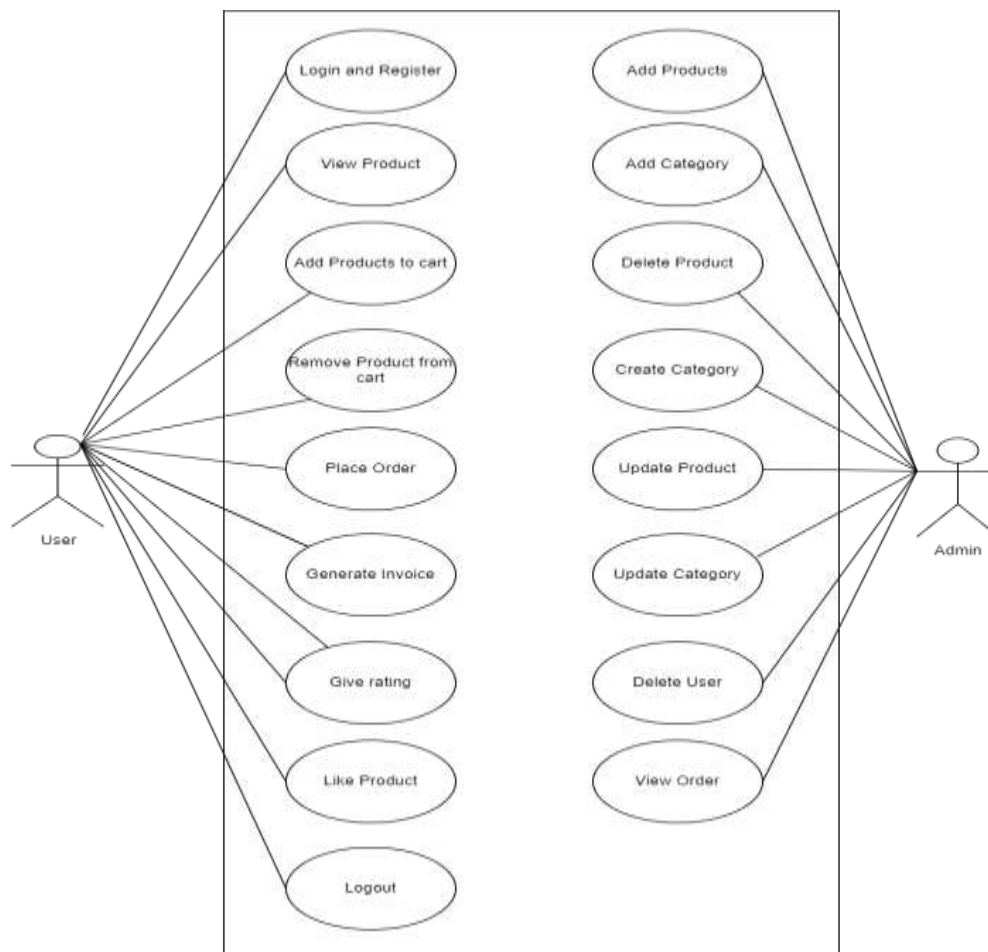 Login and Register
View Product
Add Products to cart
Remove Product from
cart
Place Order
Generate Invoice
Give rating
Like Product
Logout
User
Add Products
Add Category
Delete Product
Create Category
Update Product
Update Category
Delete User
View Order
Admin